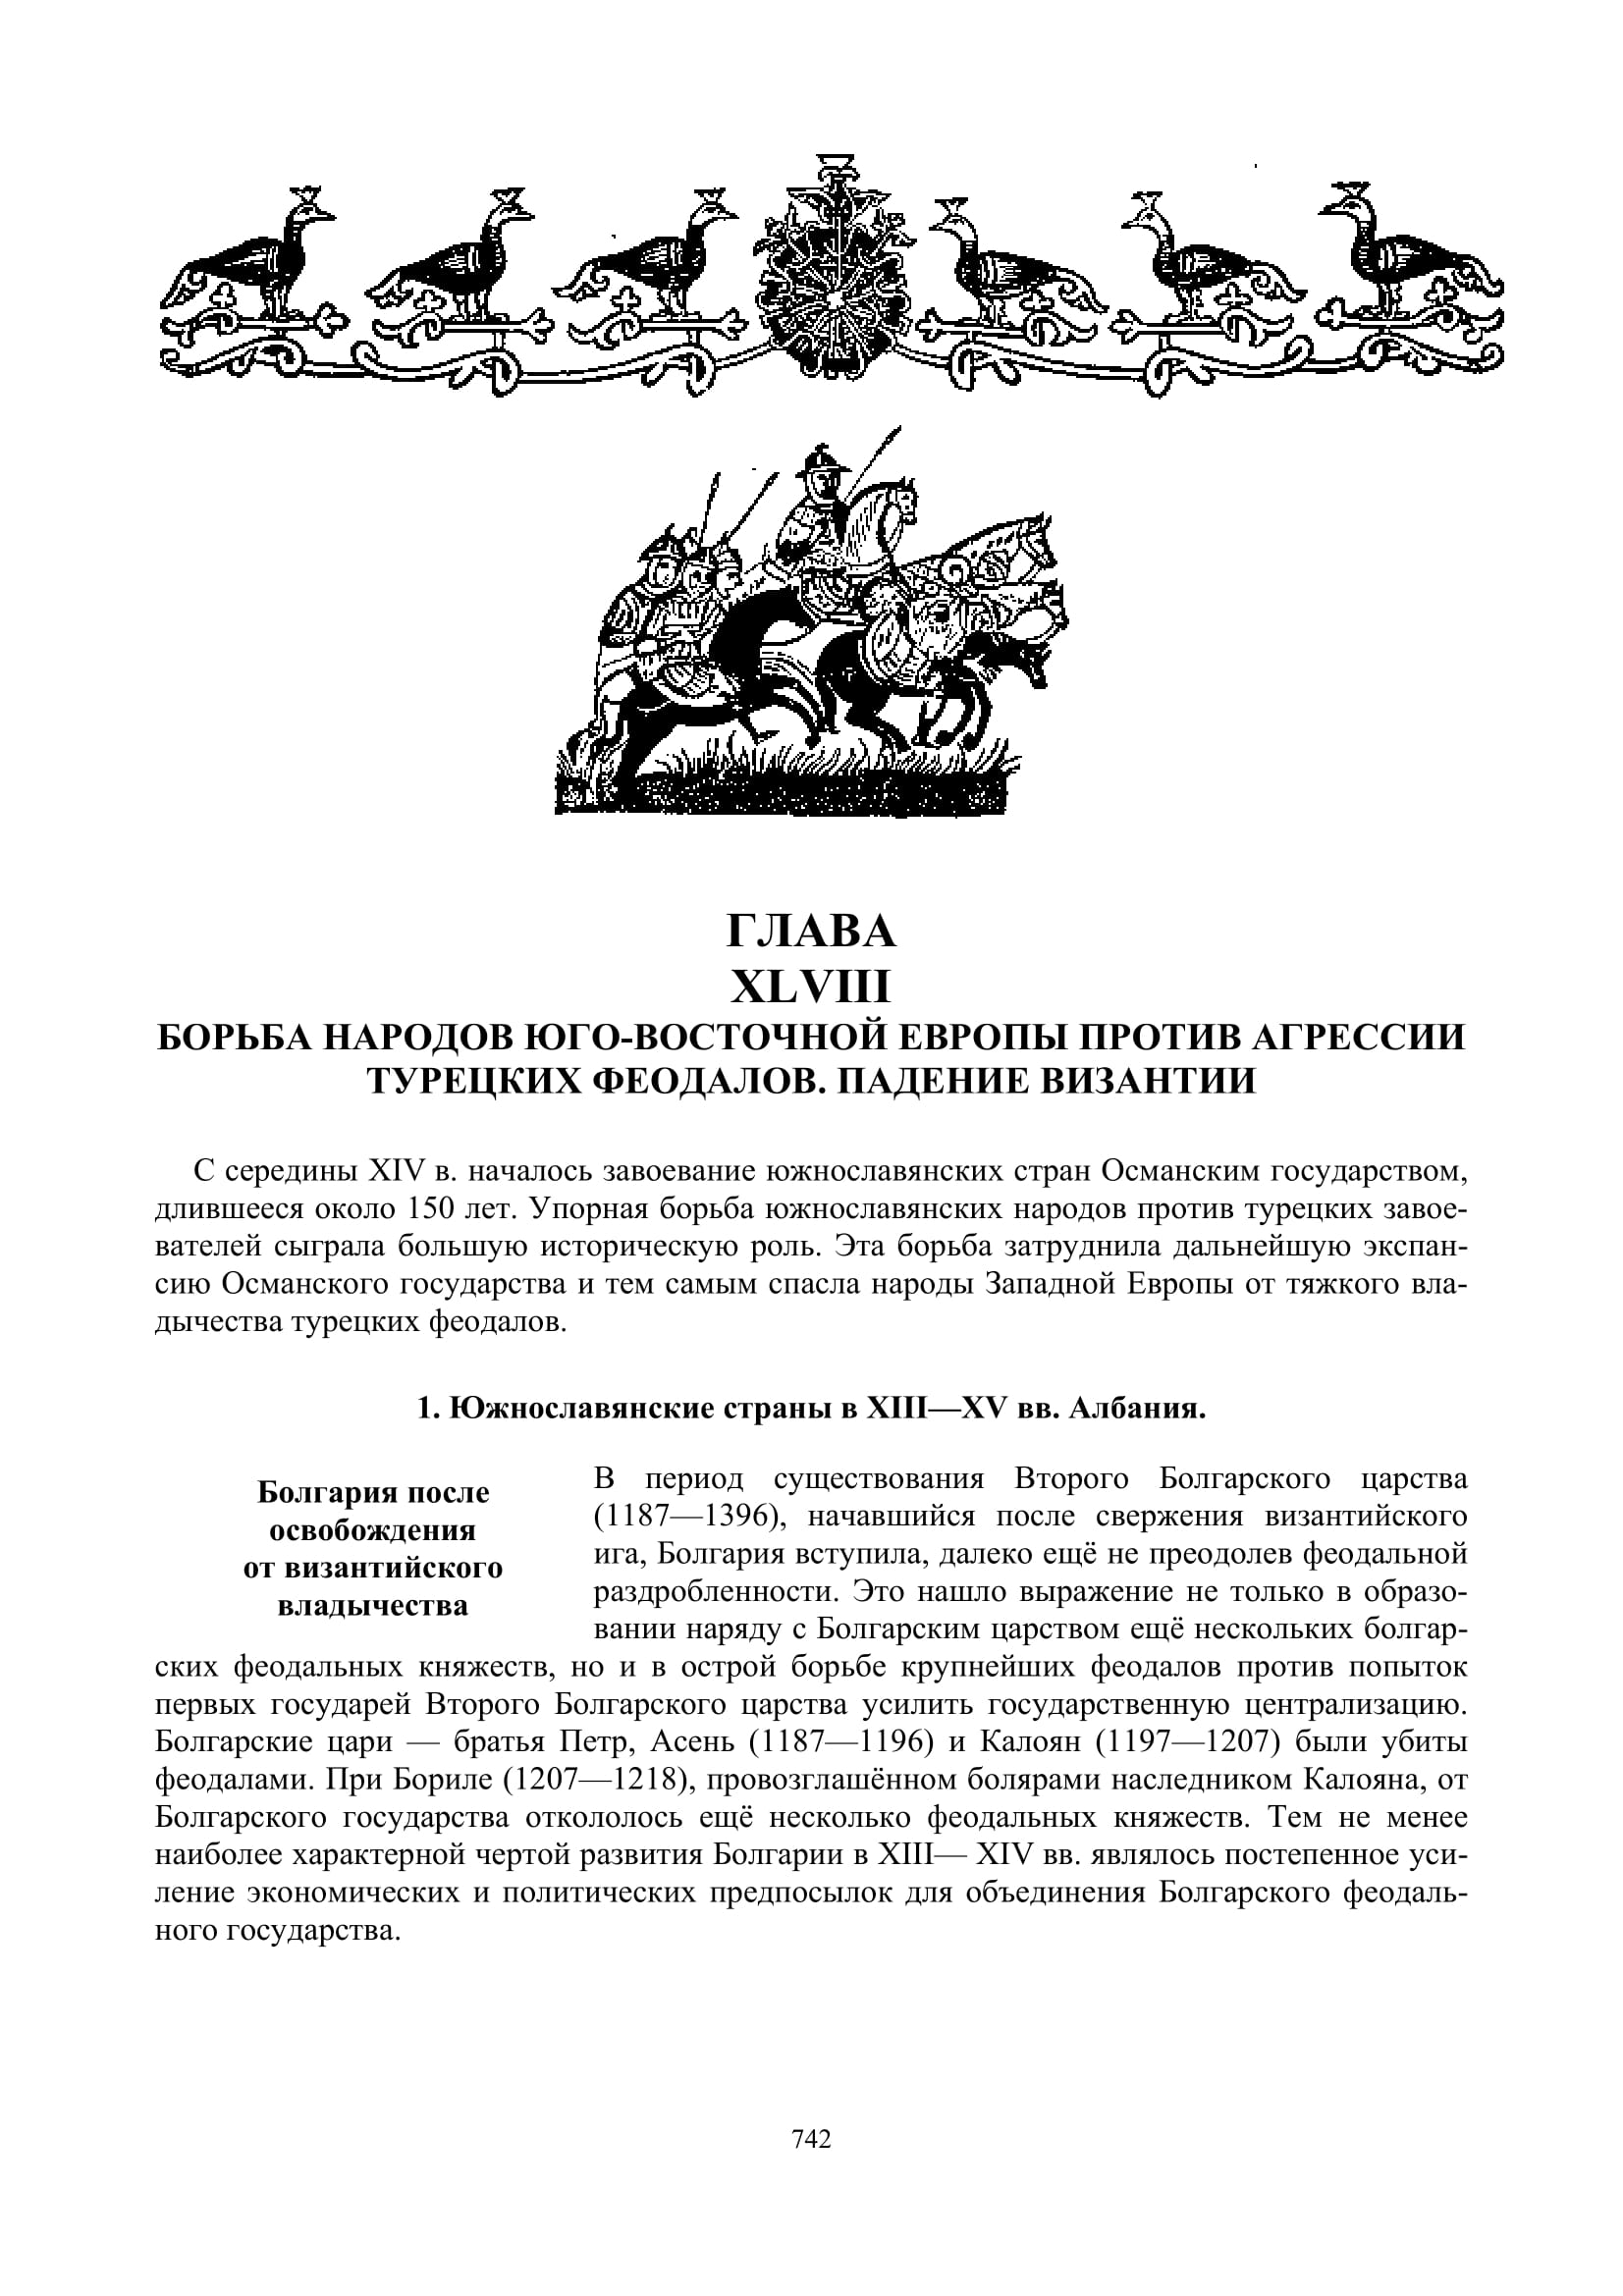 ГЛАВА
XLVIII
БОРЬБА НАРОДОВ ЮГО-ВОСТОЧНОЙ ЕВРОПЫ ПРОТИВ АГРЕССИИ
ТУРЕЦКИХ ФЕОДАЛОВ. ПАДЕНИЕ ВИЗАНТИИ
С середины XIV в. началось завоевание южнославянских стран Османским государством,
длившееся около 150 лет. Упорная борьба южнославянских народов против турецких завое-
вателей сыграла большую историческую роль. Эта борьба затруднила дальнейшую экспан-
сию Османского государства и тем самым спасла народы Западной Европы от тяжкого вла-
дычества турецких феодалов.
1. Южнославянские страны в XIII—XV вв. Албания.
Болгария после
освобождения
от византийского
владычества
В период существования Второго Болгарского царства
(1187—1396), начавшийся после свержения византийского
ига, Болгария вступила, далеко ещё не преодолев феодальной
раздробленности. Это нашло выражение не только в образо-
вании наряду с Болгарским царством ещё нескольких болгар-
ских феодальных княжеств, но и в острой борьбе крупнейших феодалов против попыток
первых государей Второго Болгарского царства усилить государственную централизацию.
Болгарские цари — братья Петр, Асень (1187—1196) и Калоян (1197—1207) были убиты
феодалами. При Бориле (1207—1218), провозглашённом болярами наследником Калояна, от
Болгарского государства откололось ещё несколько феодальных княжеств. Тем не менее
наиболее характерной чертой развития Болгарии в XIII— XIV вв. являлось постепенное уси-
ление экономических и политических предпосылок для объединения Болгарского феодаль-
ного государства.
742